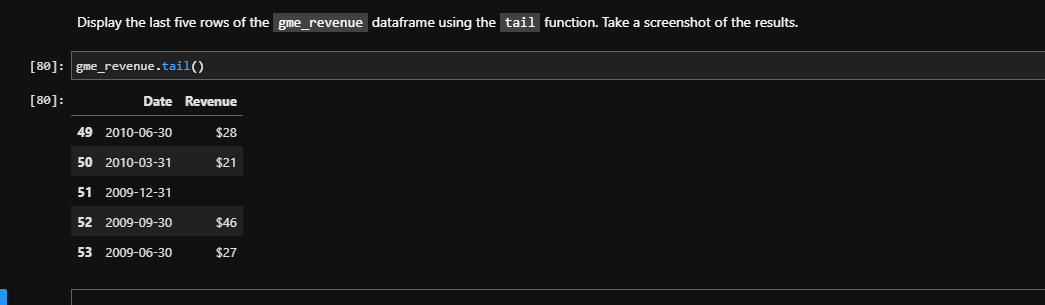 Display the last five rows of the gme_revenue dataframe using the tail function. Take a screenshot of the results.
[80]: gme_revenue.tail()
[80]: Date Revenue
49 2010-06-30 $28
50 2010-03-31 $21
51 2009-12-31
52 2009-09-30 $46
53 2009-06-30 $27